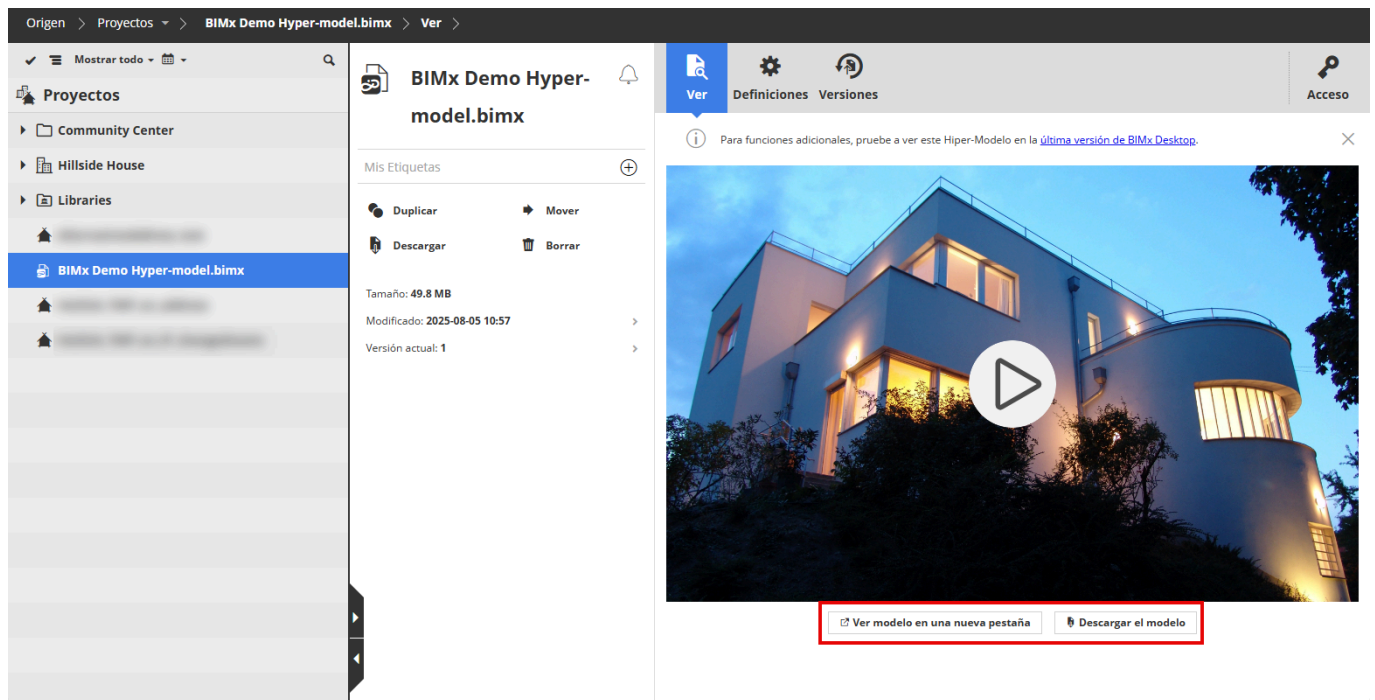 Origen > Proyectos > BIMx Demo Hyper-model.bimx > Ver >
Mostrar todo
Proyectos
Community Center
Hillside House
Libraries
BIMx Demo Hyper-model.bimx
BIMx Demo Hyper-
model.bimx
Mis Etiquetas
Duplicar Mover
Descargar Borrar
Tamaño: 49.8 MB
Modificado: 2025-08-05 10:57
Versión actual: 1
Ver Definiciones Versiones Acceso
Para funciones adicionales, pruebe a ver este Hiper-Modelo en la última versión de BIMx Desktop.
Ver modelo en una nueva pestaña Descargar el modelo